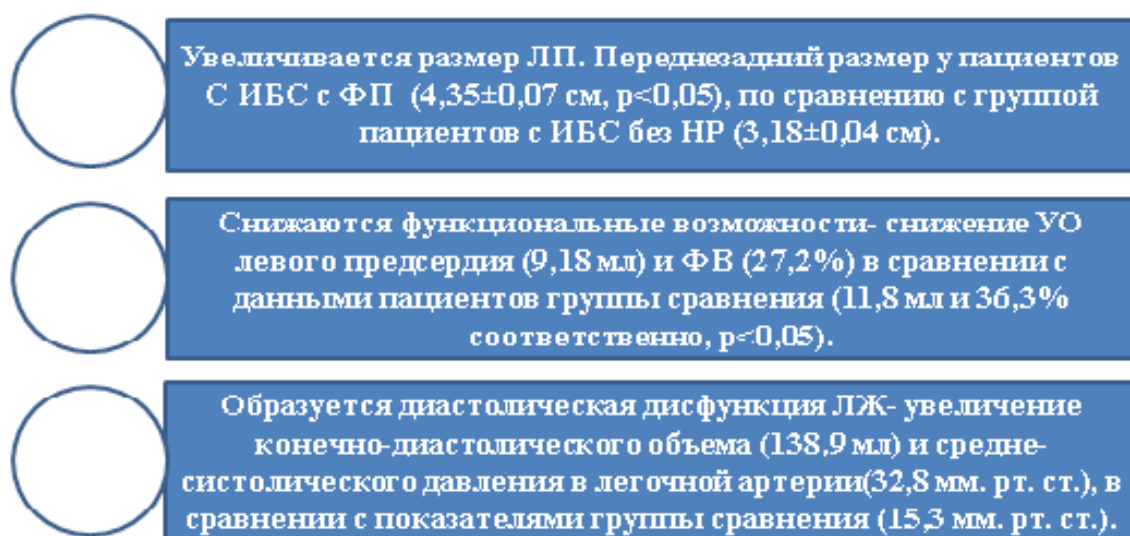 Увеличивается размер ЛП. Переднезадний размер у пациентов
С ИБС с ФП (4,35±0,07 см, p<0,05), по сравнению с группой
пациентов с ИБС без НР (3,18±0,04 см).
Снижаются функциональные возможности- снижение УО
левого предсердия (9,18 мл) и ФВ (27,2%) в сравнении с
данными пациентов группы сравнения (11,8 мл и 36,3%
соответственно, p<0,05).
Образуется диастолическая дисфункция ЛЖ- увеличение
конечно-диастолического объема (138,9 мл) и средне-
систолического давления в легочной артерии(32,8 мм. рт. ст.), в
сравнении с показателями группы сравнения (15,3 мм. рт. ст.).